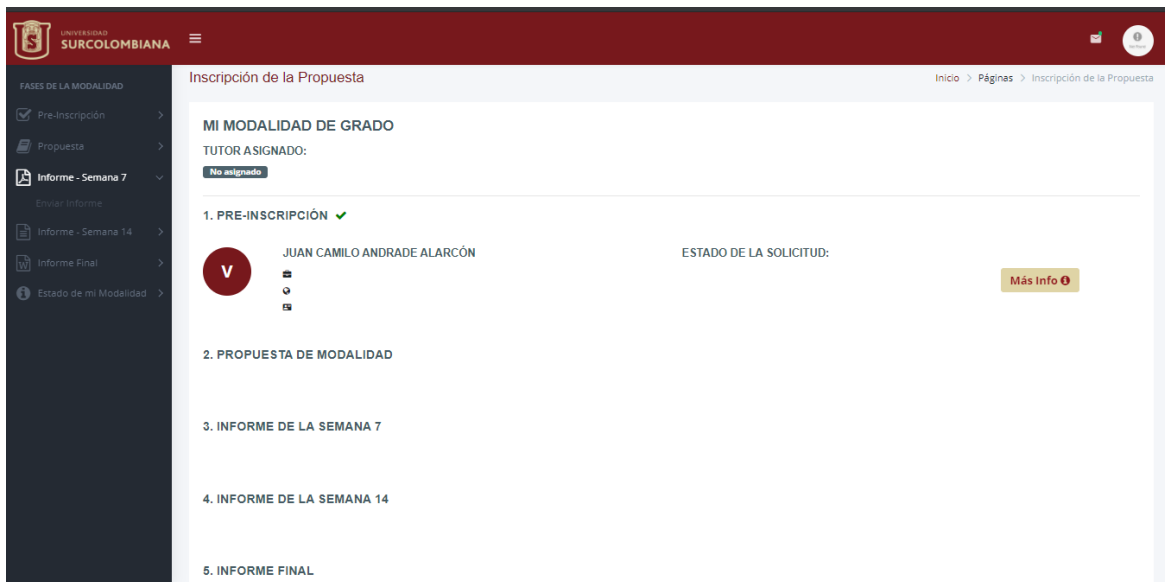 UNIVERSIDAD
SURCOLOMBIANA
FASES DE LA MODALIDAD
Pre-Inscripción
Propuesta
Informe - Semana 7
Enviar Informe
Informe - Semana 14
Informe Final
Estado de mi Modalidad
Inscripción de la Propuesta
Inicio > Páginas > Inscripción de la Propuesta
MI MODALIDAD DE GRADO
TUTOR ASIGNADO:
No asignado
1. PRE-INSCRIPCIÓN
V
JUAN CAMILO ANDRADE ALARCÓN
ESTADO DE LA SOLICITUD:
Más Info
2. PROPUESTA DE MODALIDAD
3. INFORME DE LA SEMANA 7
4. INFORME DE LA SEMANA 14
5. INFORME FINAL